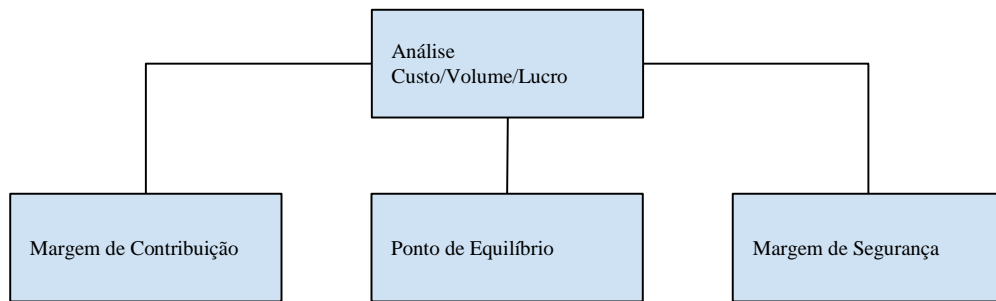 Análise
Custo/Volume/Lucro
Margem de Contribuição
Ponto de Equilíbrio
Margem de Segurança